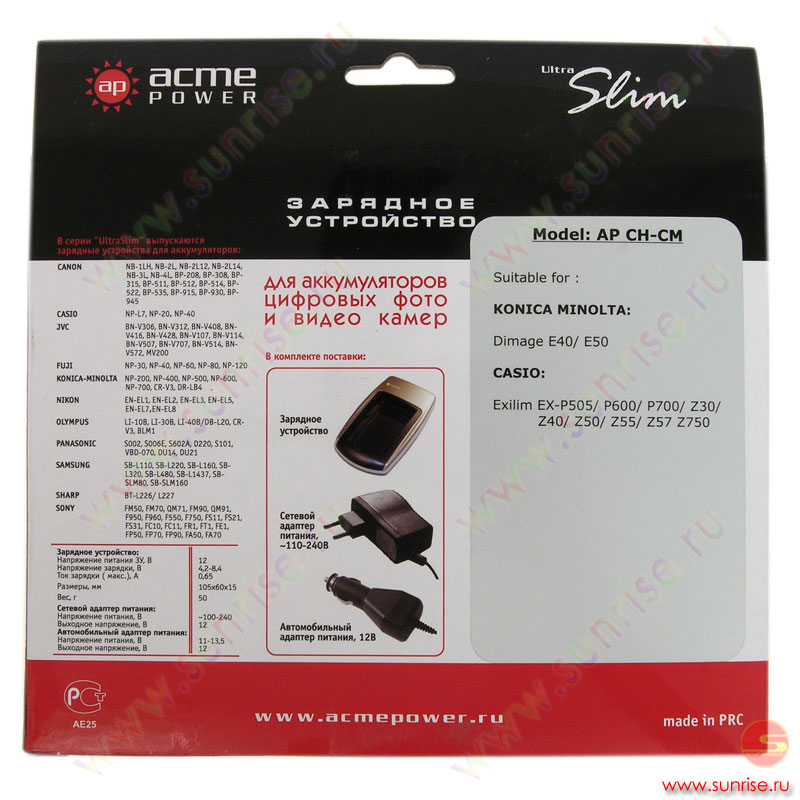 ap acme POWER
Ultra Slim
ЗАРЯДНОЕ
УСТРОЙСТВО
В серии "UltraSlim" выпускаются
зарядные устройства для аккумуляторов:
CANON NB-1LH, NB-2L, NB-2L12, NB-2L14,
NB-3L, NB-4L, BP-208, BP-308, BP-
315, BP-511, BP-512, BP-514, BP-
522, BP-535, BP-915, BP-930, BP-
945
CASIO NP-L7, NP-20, NP-40
JVC BN-V306, BN-V312, BN-V408, BN-
V416, BN-V428, BN-V107, BN-V114,
BN-V507, BN-V707, BN-V514, BN-
V572, MV200
FUJI NP-30, NP-40, NP-60, NP-80, NP-120
KONICA-MINOLTA NP-200, NP-400, NP-500, NP-600,
NP-700, CR-V3, DR-LB4
NIKON EN-EL1, EN-EL2, EN-EL3, EN-EL5,
EN-EL7,EN-EL8
OLYMPUS LI-10B, LI-30B, LI-40B/DB-L20, CR-
V3, BLM1
PANASONIC S002, S006E, S602A, D220, S101,
VBD-070, DU14, DU21
SAMSUNG SB-L110, SB-L220, SB-L160, SB-
L320, SB-L480, SB-L1437, SB-
SLM80, SB-SLM160
SHARP BT-L226/ L227
SONY FM50, FM70, QM71, FM90, QM91,
F950, F960, F550, F750, FS11, FS21,
FS31, FC10, FC11, FR1, FT1, FE1,
FP50, FP70, FP90, FA50, FA70
Зарядное устройство:
Напряжение питания ЗУ, В 12
Напряжение зарядки, В 4,2-8,4
Ток зарядки ( макс.), А 0,65
Размеры, мм 105х60х15
Вес, г 50
Сетевой адаптер питания:
Напряжение питания, В ~100-240
Выходное напряжение, В 12
Автомобильный адаптер питания:
Напряжение питания, В 11-13,5
Выходное напряжение, В 12
для аккумуляторов
цифровых фото
и видео камер
В комплекте поставки:
Зарядное
устройство
Сетевой
адаптер
питания,
~110-240В
Автомобильный
адаптер питания, 12В
Model: AP CH-CM
Suitable for :
KONICA MINOLTA:
Dimage E40/ E50
CASIO:
Exilim EX-P505/ P600/ P700/ Z30/
Z40/ Z50/ Z55/ Z57 Z750
РСТ
АЕ25
www.acmepower.ru
made in PRC
www.sunrise.ru